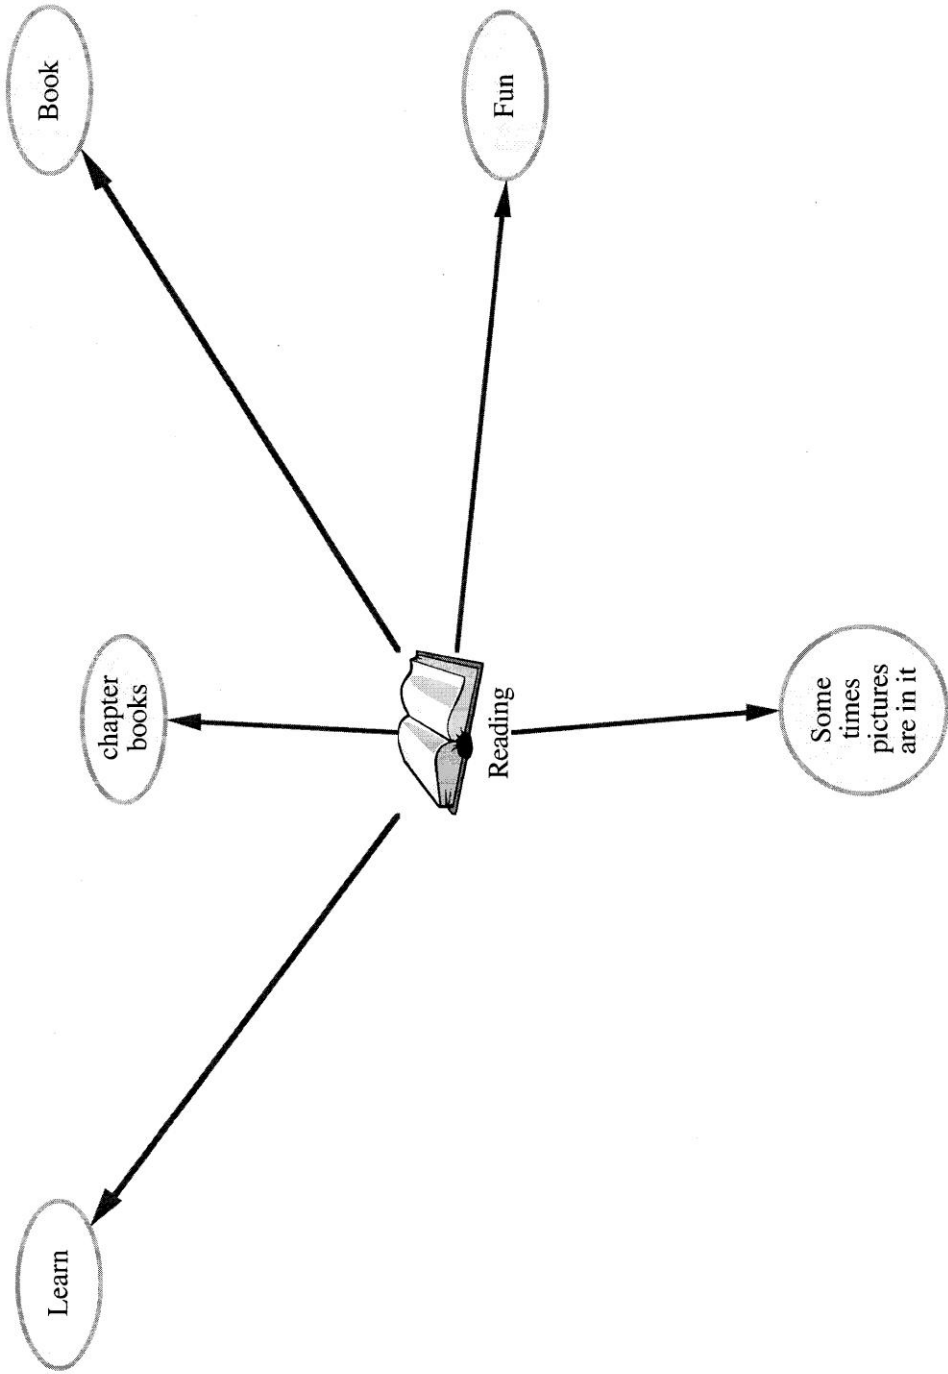 Learn
chapter
books
Book
Reading
Fun
Some
times
pictures
are in it